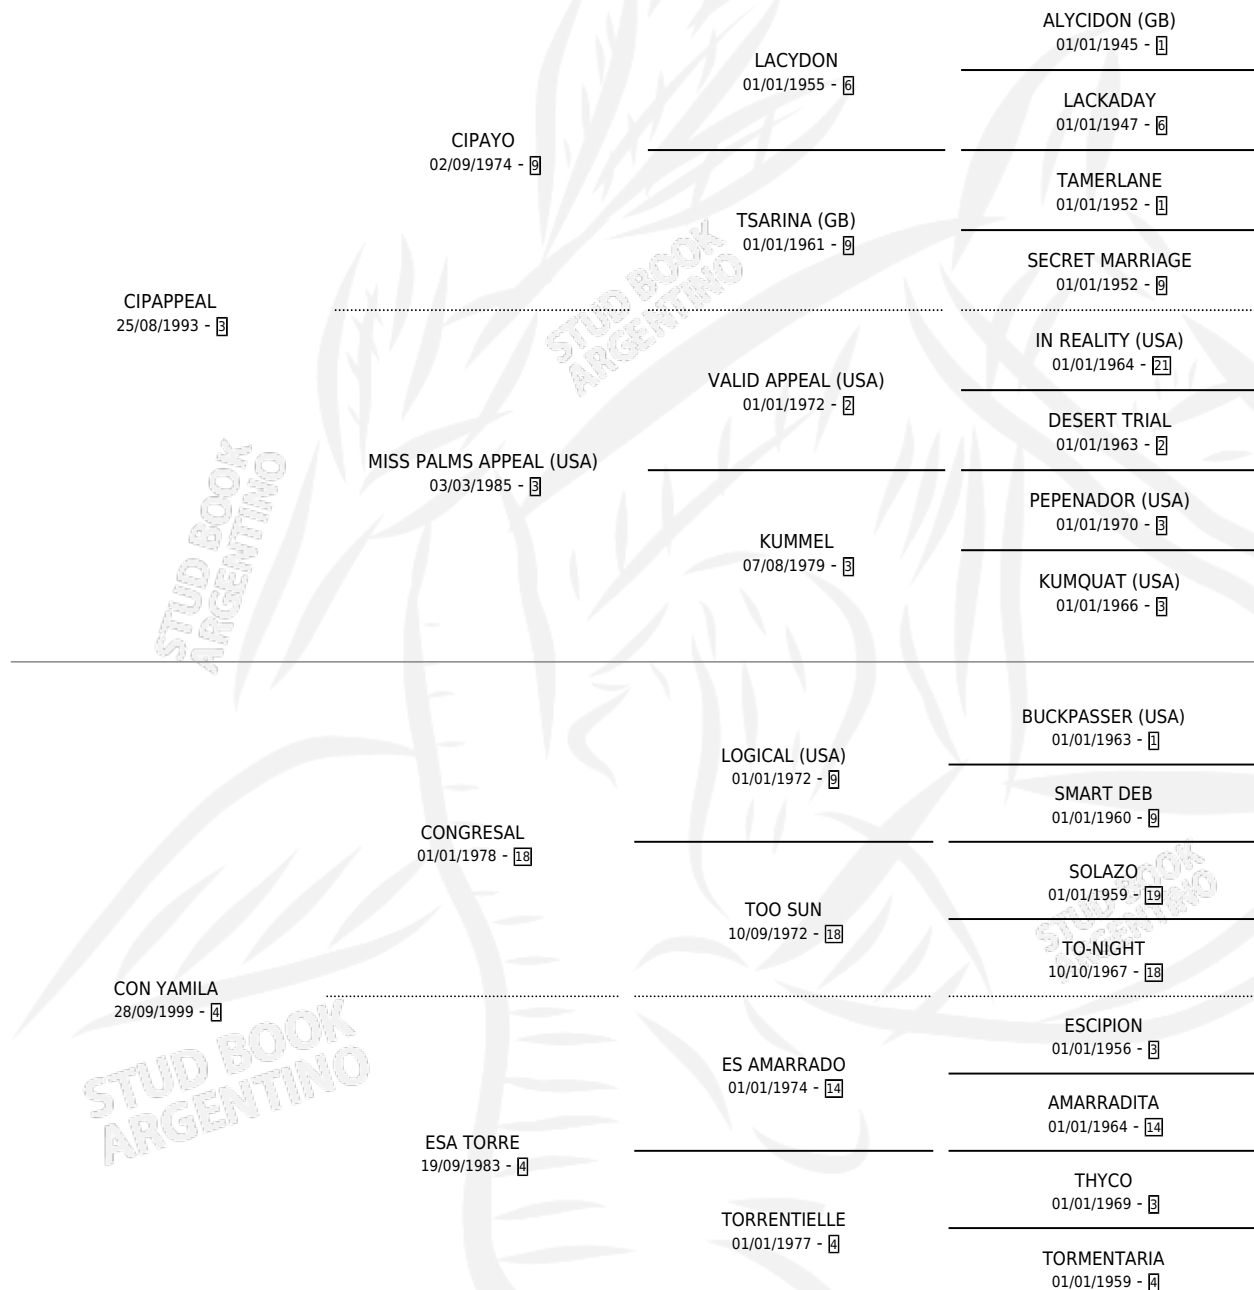 ALYCIDON (GB)
01/01/1945 - 1
LACYDON
01/01/1955 - 6
LACKADAY
01/01/1947 - 6
CIPAYO
02/09/1974 - 9
TAMERLANE
01/01/1952 - 1
TSARINA (GB)
01/01/1961 - 9
SECRET MARRIAGE
01/01/1952 - 9
CIPAPPEAL
25/08/1993 - 3
STUD BOOK
ARGENTINO
IN REALITY (USA)
01/01/1964 - 21
VALID APPEAL (USA)
01/01/1972 - 2
DESERT TRIAL
01/01/1963 - 2
MISS PALMS APPEAL (USA)
03/03/1985 - 3
PEPENADOR (USA)
01/01/1970 - 3
KUMMEL
07/08/1979 - 3
KUMQUAT (USA)
01/01/1966 - 3
STUD BOOK
ARGENTINO
BUCKPASSER (USA)
01/01/1963 - 1
LOGICAL (USA)
01/01/1972 - 9
SMART DEB
01/01/1960 - 9
CONGRESAL
01/01/1978 - 18
SOLAZO
01/01/1959 - 19
TOO SUN
10/09/1972 - 18
STUD BOOK
ARGENTINO
TO-NIGHT
10/10/1967 - 18
CON YAMILA
28/09/1999 - 4
STUD BOOK
ARGENTINO
ESCIPION
01/01/1956 - 3
ES AMARRADO
01/01/1974 - 14
AMARRADITA
01/01/1964 - 14
ESA TORRE
19/09/1983 - 4
THYCO
01/01/1969 - 3
TORRENTIELLE
01/01/1977 - 4
TORMENTARIA
01/01/1959 - 4